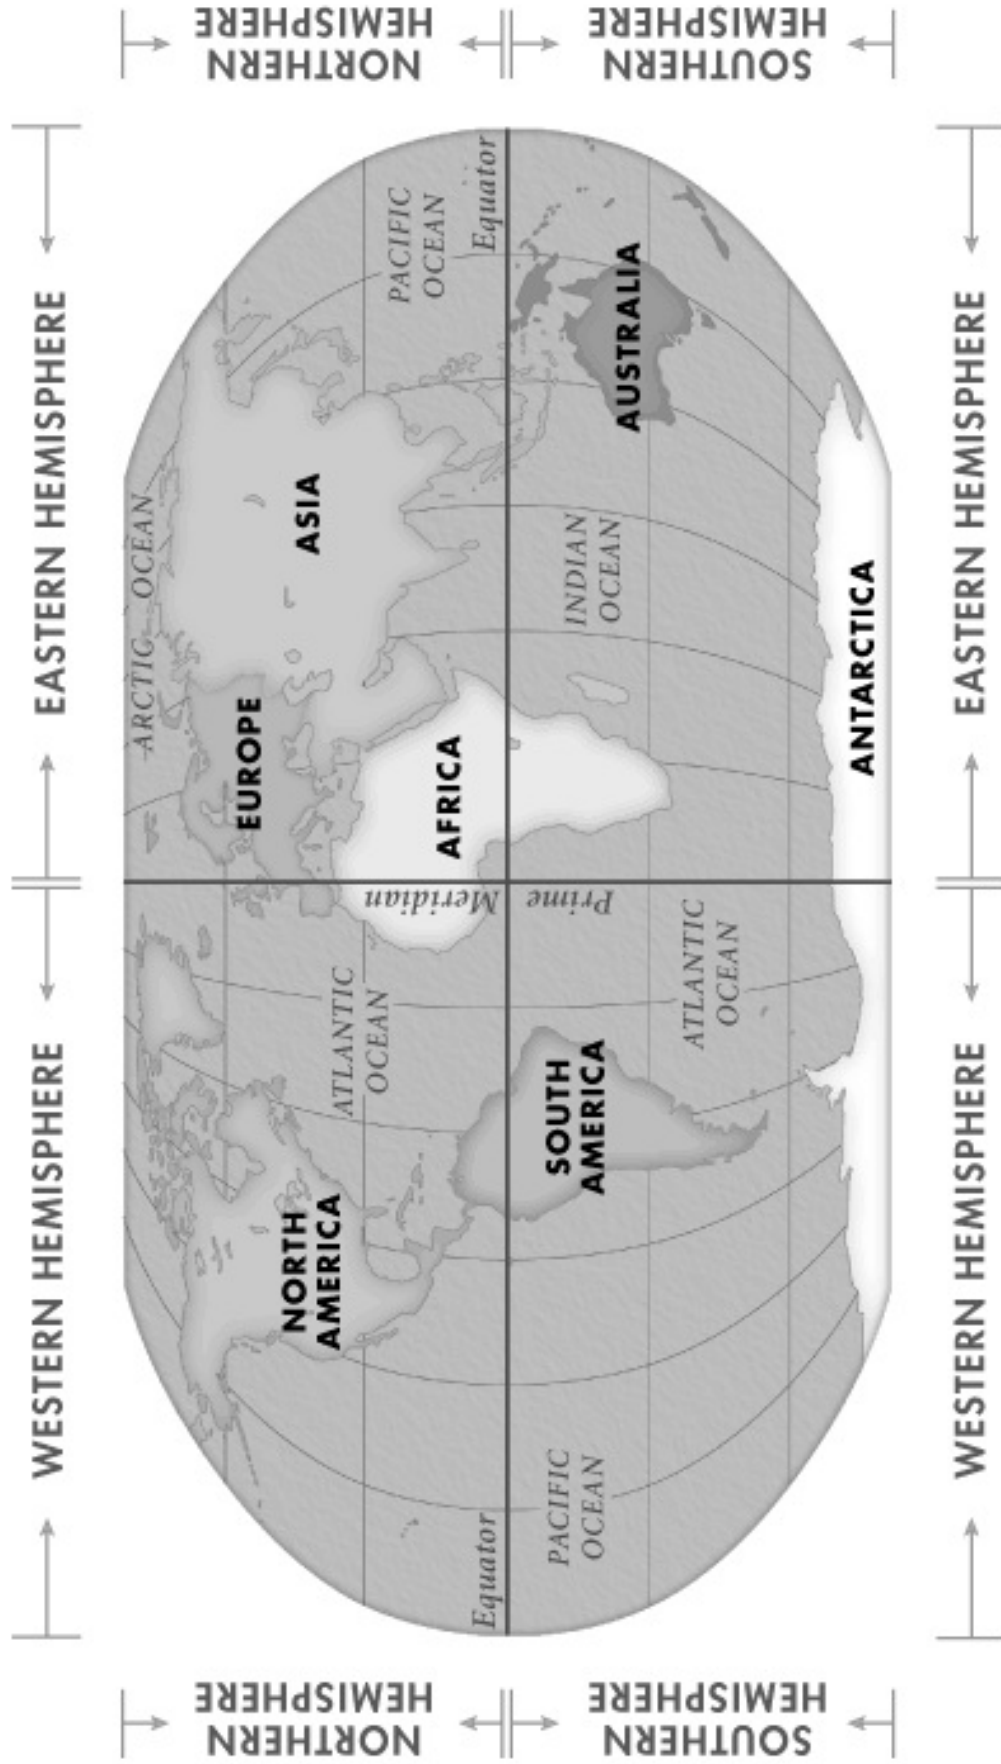 WESTERN HEMISPHERE
EASTERN HEMISPHERE
NORTHERN
HEMISPHERE
NORTHERN
HEMISPHERE
ARCTIC OCEAN
NORTH
AMERICA
EUROPE
ASIA
ATLANTIC
OCEAN
PACIFIC
OCEAN
AFRICA
Prime Meridian
Equator
Equator
PACIFIC
OCEAN
SOUTH
AMERICA
INDIAN
OCEAN
AUSTRALIA
ATLANTIC
OCEAN
ANTARCTICA
SOUTHERN
HEMISPHERE
SOUTHERN
HEMISPHERE
WESTERN HEMISPHERE
EASTERN HEMISPHERE